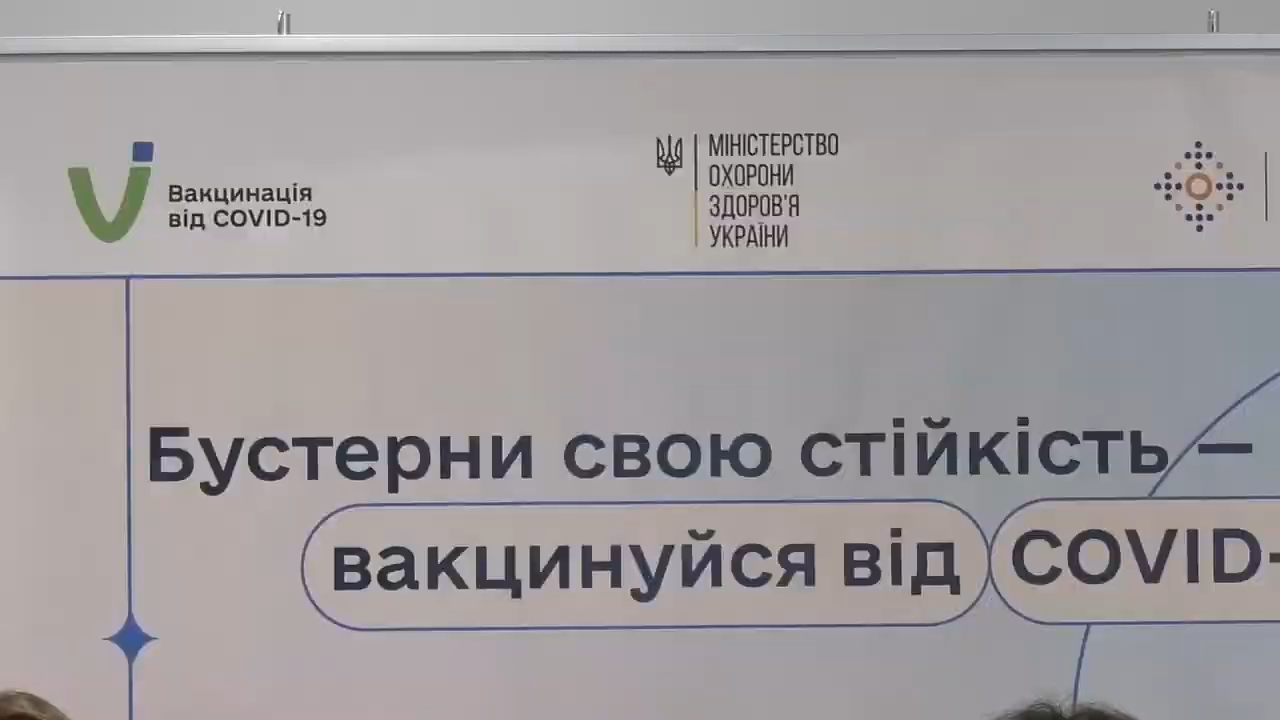 Вакцинація
від COVID-19
МІНІСТЕРСТВО
ОХОРОНИ
ЗДОРОВ'Я
УКРАЇНИ
Бустерни свою стійкість —
вакцинуйся від COVID-